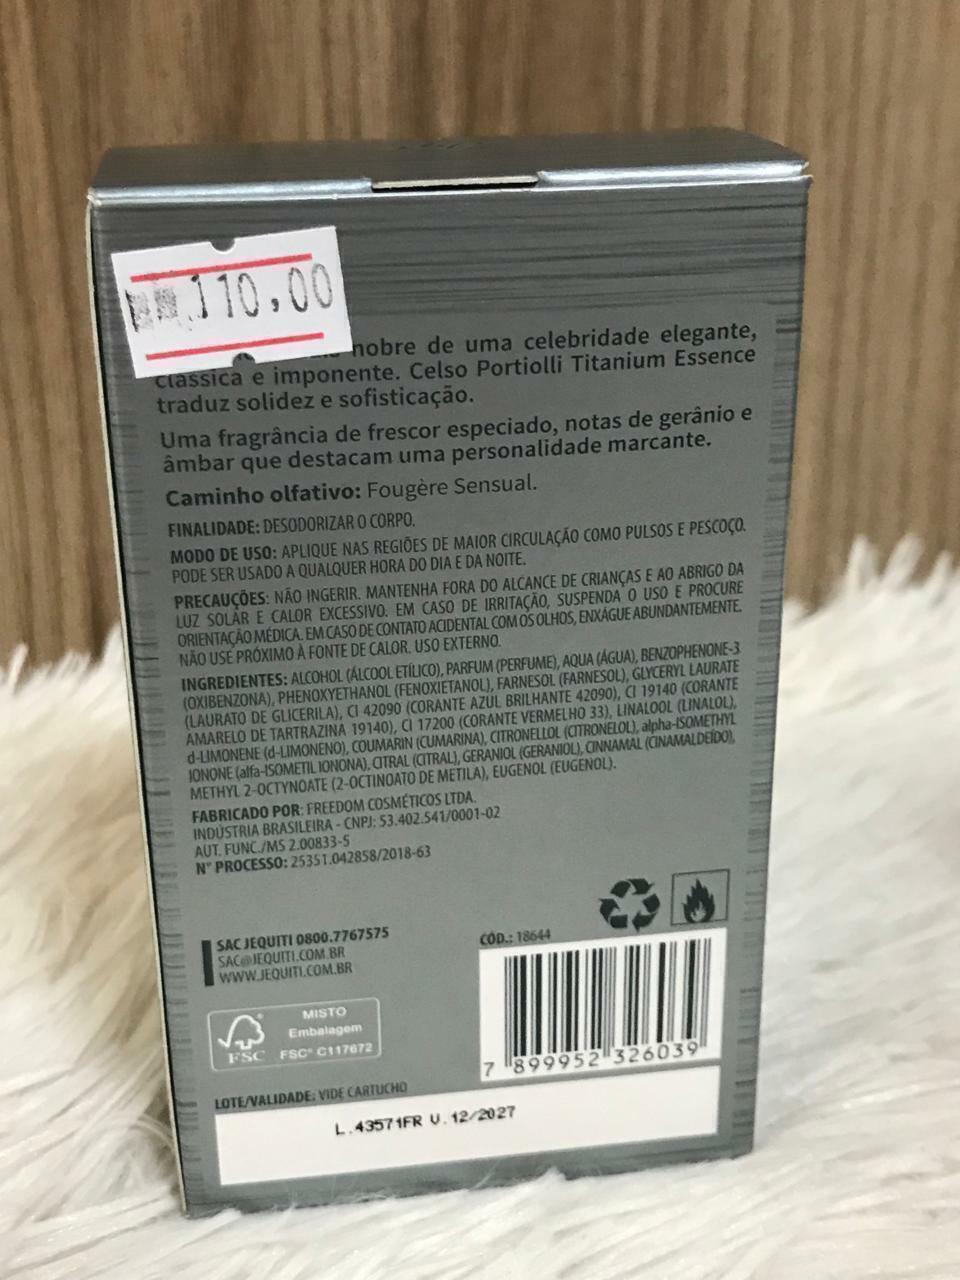 110,00
nobre de uma celebridade elegante,
clássica e imponente. Celso Portiolli Titanium Essence
traduz solidez e sofisticação.
Uma fragrância de frescor especiado, notas de gerânio e
âmbar que destacam uma personalidade marcante.
Caminho olfativo: Fougère Sensual.
FINALIDADE: DESODORIZAR O CORPO.
MODO DE USO: APLIQUE NAS REGIÕES DE MAIOR CIRCULAÇÃO COMO PULSOS E PESCOÇO.
PODE SER USADO A QUALQUER HORA DO DIA E DA NOITE.
PRECAUÇÕES: NÃO INGERIR. MANTENHA FORA DO ALCANCE DE CRIANÇAS E AO ABRIGO DA
LUZ SOLAR E CALOR EXCESSIVO. EM CASO DE IRRITAÇÃO, SUSPENDA O USO E PROCURE
ORIENTAÇÃO MÉDICA. EM CASO DE CONTATO ACIDENTAL COM OS OLHOS, ENXÁGUE ABUNDANTEMENTE.
NÃO USE PRÓXIMO À FONTE DE CALOR. USO EXTERNO.
INGREDIENTES: ALCOHOL (ÁLCOOL ETÍLICO), PARFUM (PERFUME), AQUA (ÁGUA), BENZOPHENONE-3
(OXIBENZONA), PHENOXYETHANOL (FENOXIETANOL), FARNESOL (FARNESOL), GLYCERYL LAURATE
(LAURATO DE GLICERILA), CI 42090 (CORANTE AZUL BRILHANTE 42090), CI 19140 (CORANTE
AMARELO DE TARTRAZINA 19140), CI 17200 (CORANTE VERMELHO 33), LINALOOL (LINALOL),
d-LIMONENE (d-LIMONENO), COUMARIN (CUMARINA), CITRONELLOL (CITRONELOL), alpha-ISOMETHYL
IONONE (alfa-ISOMETIL IONONA), CITRAL (CITRAL), GERANIOL (GERANIOL), CINNAMAL (CINAMALDEÍDO),
METHYL 2-OCTYNOATE (2-OCTINOATO DE METILA), EUGENOL (EUGENOL).
FABRICADO POR: FREEDOM COSMÉTICOS LTDA.
INDÚSTRIA BRASILEIRA - CNPJ: 53.402.541/0001-02
AUT. FUNC./MS 2.00833-5
N° PROCESSO: 25351.042858/2018-63
SAC JEQUITI 0800.7767575
SAC@JEQUITI.COM.BR
WWW.JEQUITI.COM.BR
CÓD.: 18644
FSC
MISTO
Embalagem
FSC® C117672
7 899952 326039
LOTE/VALIDADE: VIDE CARTUCHO
L.43571FR V.12/2027